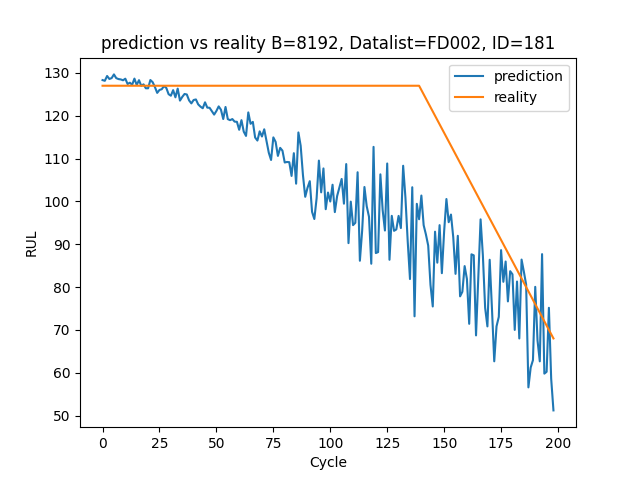 prediction vs reality B=8192, Datalist=FD002, ID=181
prediction
reality
130
120
110
100
90
80
70
60
50
RUL
0 25 50 75 100 125 150 175 200
Cycle